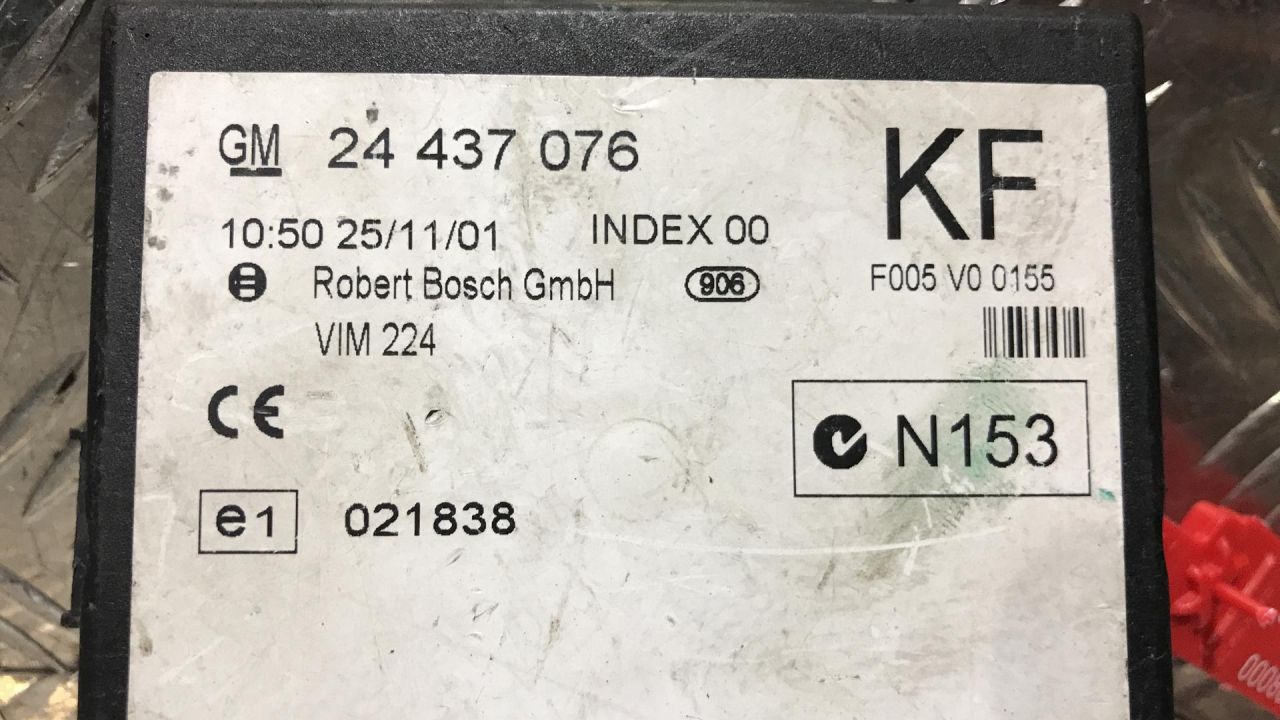 GM 24 437 076
KF
10:50 25/11/01 INDEX 00
Robert Bosch GmbH 906
F005 V0 0155
VIM 224
CE
N153
e1 021838